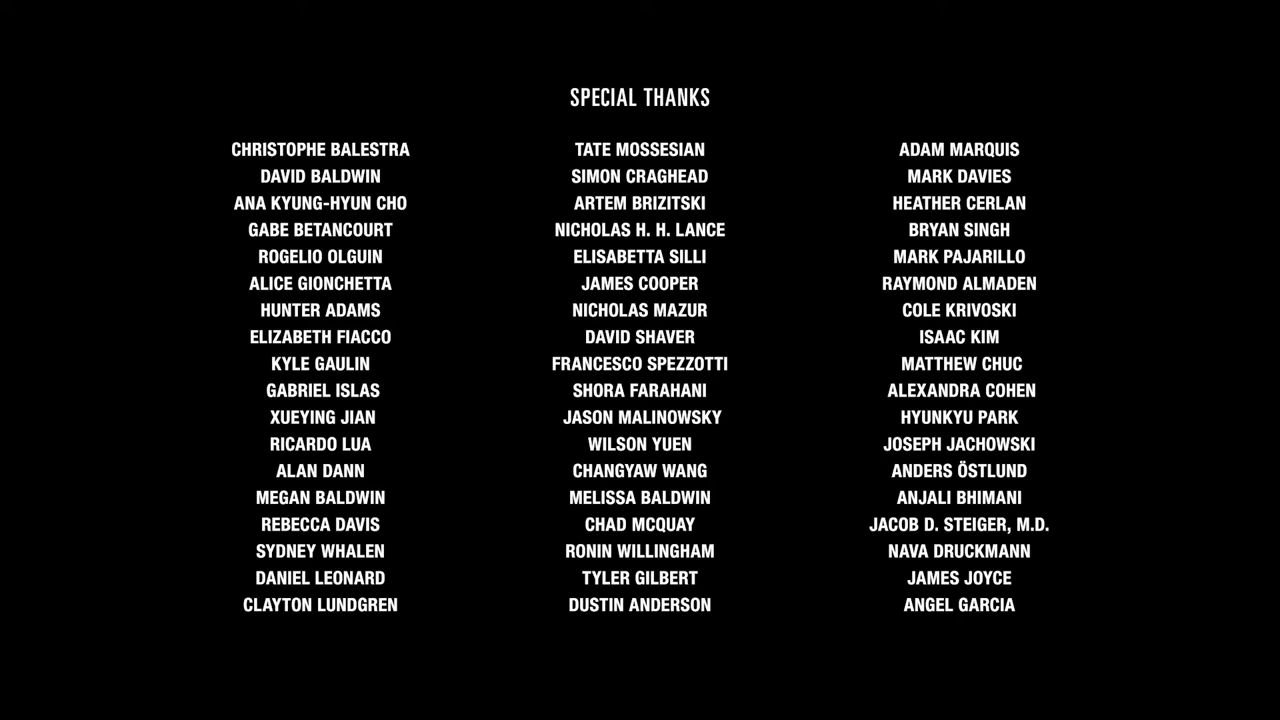 SPECIAL THANKS
CHRISTOPHE BALESTRA
DAVID BALDWIN
ANA KYUNG-HYUN CHO
GABE BETANCOURT
ROGELIO OLGUIN
ALICE GIONCHETTA
HUNTER ADAMS
ELIZABETH FIACCO
KYLE GAULIN
GABRIEL ISLAS
XUEYING JIAN
RICARDO LUA
ALAN DANN
MEGAN BALDWIN
REBECCA DAVIS
SYDNEY WHALEN
DANIEL LEONARD
CLAYTON LUNDGREN
TATE MOSSESIAN
SIMON CRAGHEAD
ARTEM BRIZITSKI
NICHOLAS H. H. LANCE
ELISABETTA SILLI
JAMES COOPER
NICHOLAS MAZUR
DAVID SHAVER
FRANCESCO SPEZZOTTI
SHORA FARAHANI
JASON MALINOWSKY
WILSON YUEN
CHANGYAW WANG
MELISSA BALDWIN
CHAD MCQUAY
RONIN WILLINGHAM
TYLER GILBERT
DUSTIN ANDERSON
ADAM MARQUIS
MARK DAVIES
HEATHER CERLAN
BRYAN SINGH
MARK PAJARILLO
RAYMOND ALMADEN
COLE KRIVOSKI
ISAAC KIM
MATTHEW CHUC
ALEXANDRA COHEN
HYUNKYU PARK
JOSEPH JACHOWSKI
ANDERS ÖSTLUND
ANJALI BHIMANI
JACOB D. STEIGER, M.D.
NAVA DRUCKMANN
JAMES JOYCE
ANGEL GARCIA